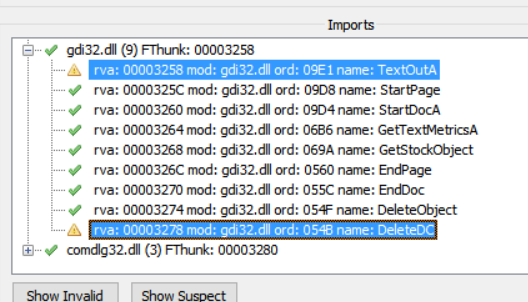 Imports
gdi32.dll (9) FThunk: 00003258
rva: 00003258 mod: gdi32.dll ord: 09E1 name: TextOutA
rva: 0000325C mod: gdi32.dll ord: 09D8 name: StartPage
rva: 00003260 mod: gdi32.dll ord: 09D4 name: StartDocA
rva: 00003264 mod: gdi32.dll ord: 06B6 name: GetTextMetricsA
rva: 00003268 mod: gdi32.dll ord: 069A name: GetStockObject
rva: 0000326C mod: gdi32.dll ord: 0560 name: EndPage
rva: 00003270 mod: gdi32.dll ord: 055C name: EndDoc
rva: 00003274 mod: gdi32.dll ord: 054F name: DeleteObject
rva: 00003278 mod: gdi32.dll ord: 054B name: DeleteDC
comdlg32.dll (3) FThunk: 00003280
Show Invalid Show Suspect